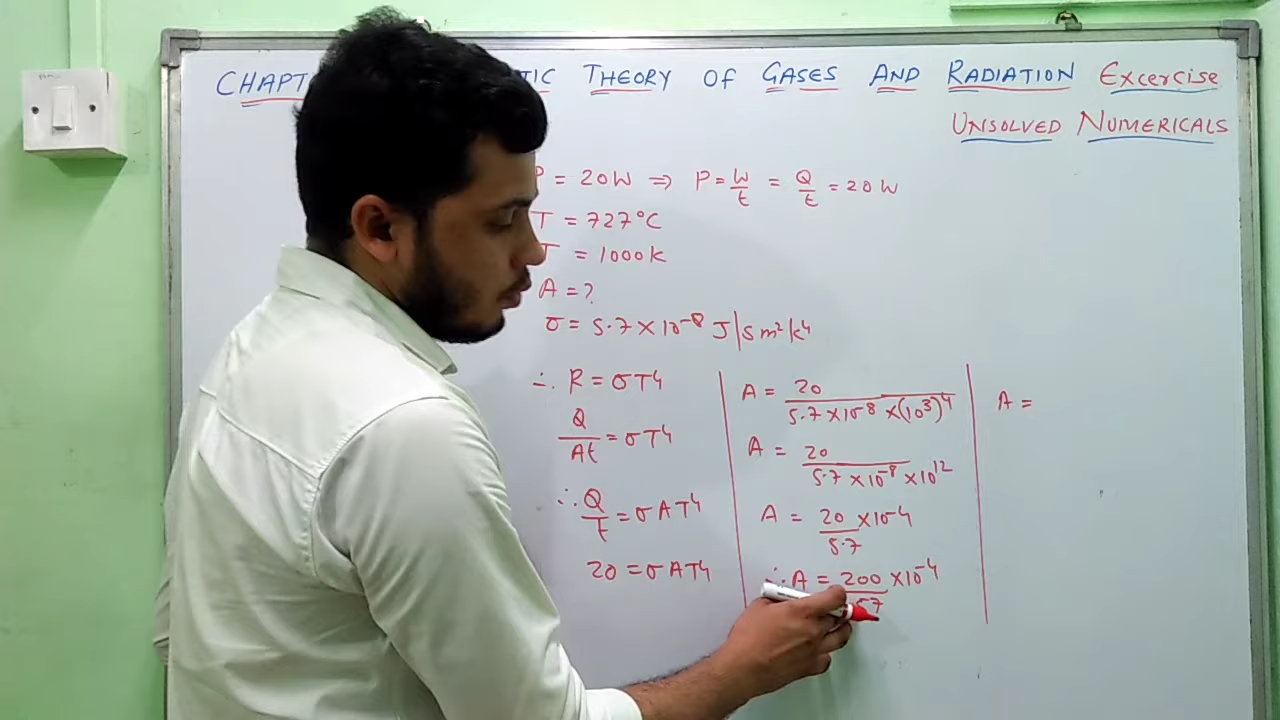 CHAPT TIC THEORY OF GASES AND RADIATION Excercise
UNSOLVED NUMERICALS
P = 20W ⇒ P = W/t = Q/t = 20W
T = 727°C
T = 1000K
A = ?
σ = 5.7 × 10⁻⁸ J/s m² K⁴
∴ R = σT⁴
Q/At = σT⁴
∴ Q/t = σAT⁴
20 = σAT⁴
A = 20/5.7 × 10⁻⁸ × (10³)⁴
A = 20/5.7 × 10⁻⁸ × 10¹²
A = 20/5.7 × 10⁻⁴
∴ A = 200/57 × 10⁻⁴
A =